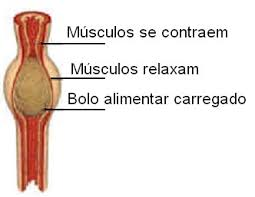 Músculos se contraem
Músculos relaxam
Bolo alimentar carregado